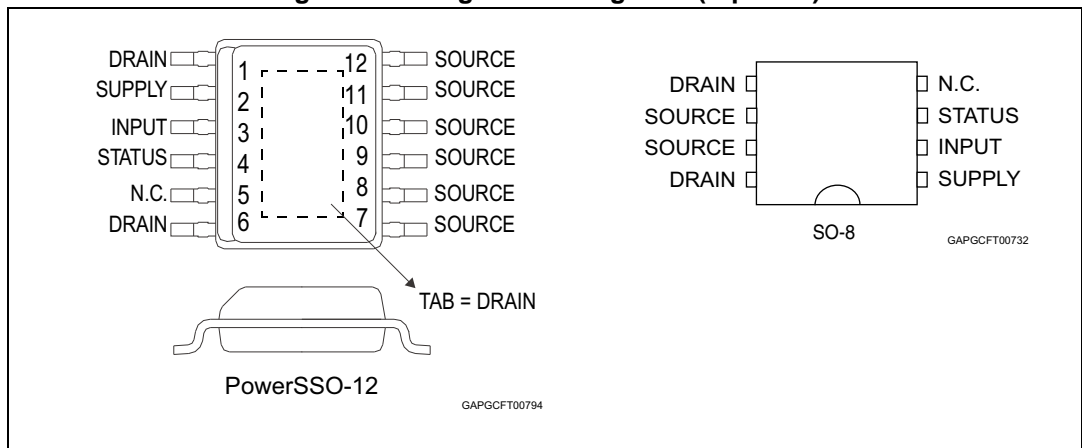 DRAIN 1 12 SOURCE
SUPPLY 2 11 SOURCE
INPUT 3 10 SOURCE
STATUS 4 9 SOURCE
N.C. 5 8 SOURCE
DRAIN 6 7 SOURCE
TAB = DRAIN
PowerSSO-12
GAPGCFT00794
DRAIN N.C.
SOURCE STATUS
SOURCE INPUT
DRAIN SUPPLY
SO-8
GAPGCFT00732